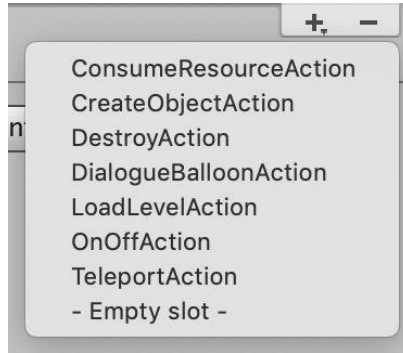 ConsumeResourceAction
CreateObjectAction
DestroyAction
DialogueBalloonAction
LoadLevelAction
OnOffAction
TeleportAction
- Empty slot -